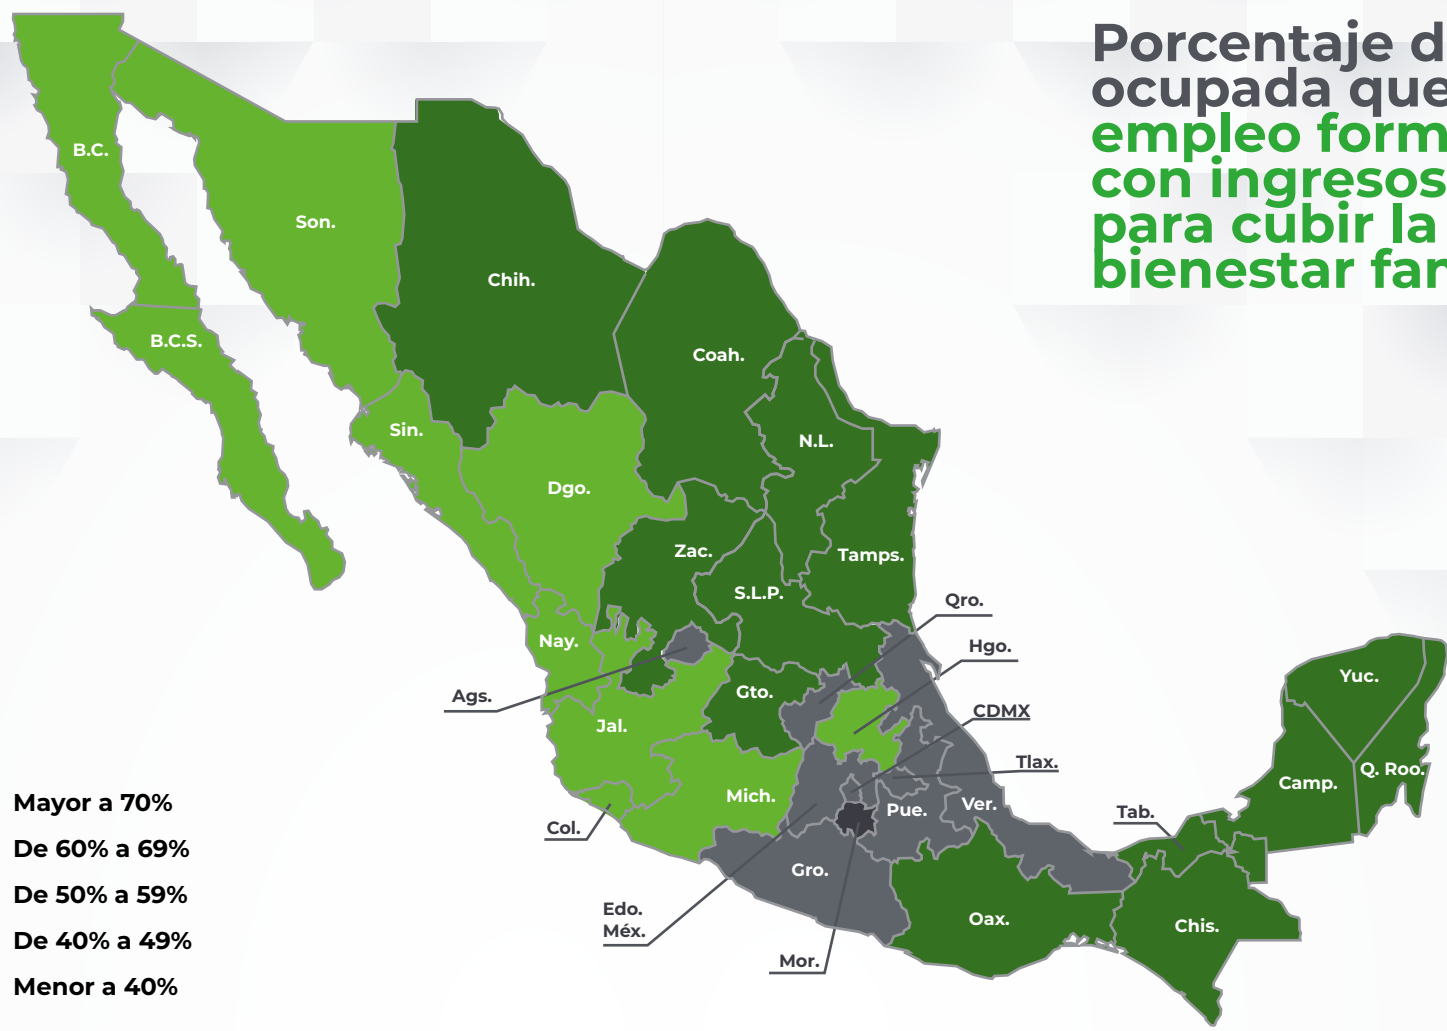 Porcentaje d
ocupada que
empleo form
con ingresos
para cubir la
bienestar fam
B.C.
Son.
Chih.
B.C.S.
Coah.
Sin.
N.L.
Dgo.
Zac.
Tamps.
S.L.P.
Qro.
Nay.
Hgo.
Yuc.
Ags.
Gto.
CDMX
Jal.
Tlax.
Q. Roo.
Camp.
Mich.
Ver.
Pue.
Tab.
Col.
Gro.
Edo.
Méx.
Oax.
Chis.
Mor.
Mayor a 70%
De 60% a 69%
De 50% a 59%
De 40% a 49%
Menor a 40%